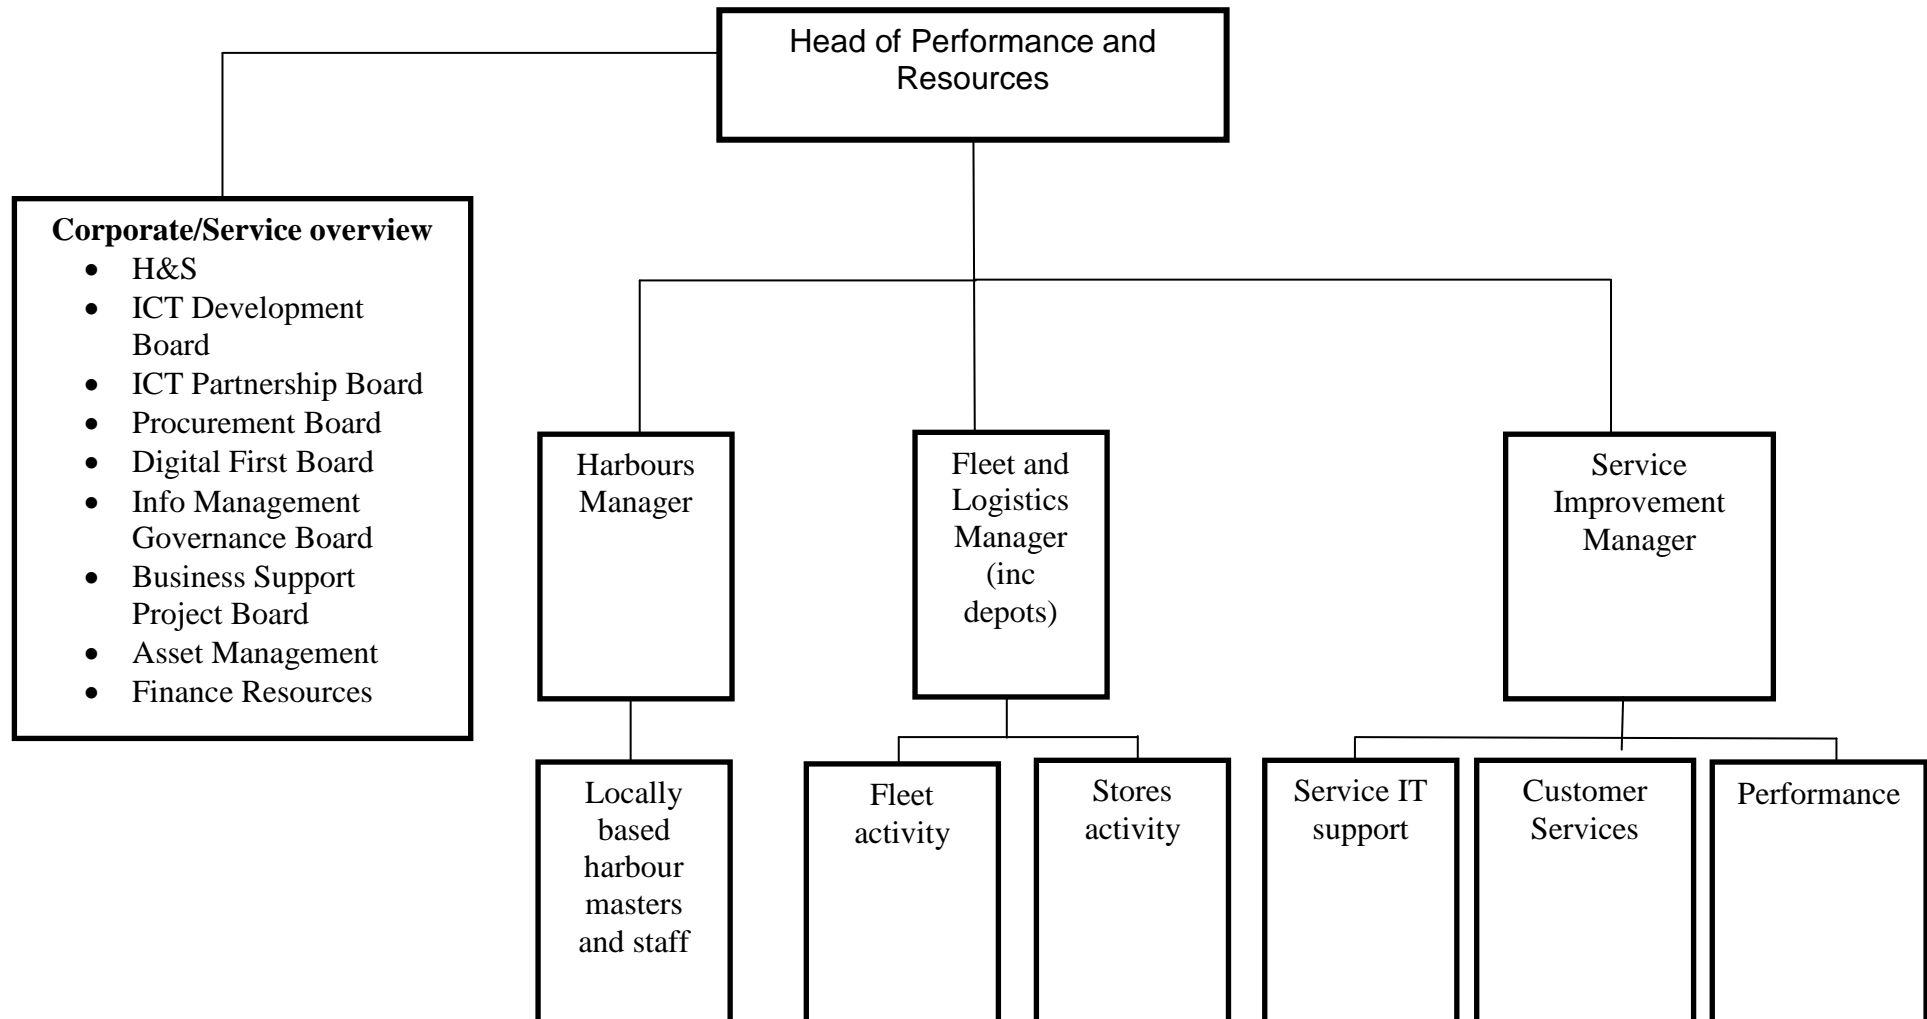 Head of Performance and
Resources
Corporate/Service overview
• H&S
• ICT Development
Board
• ICT Partnership Board
• Procurement Board
• Digital First Board
• Info Management
Governance Board
• Business Support
Project Board
• Asset Management
• Finance Resources
Harbours
Manager
Fleet and
Logistics
Manager
(inc
depots)
Service
Improvement
Manager
Locally
based
harbour
masters
and staff
Fleet
activity
Stores
activity
Service IT
support
Customer
Services
Performance